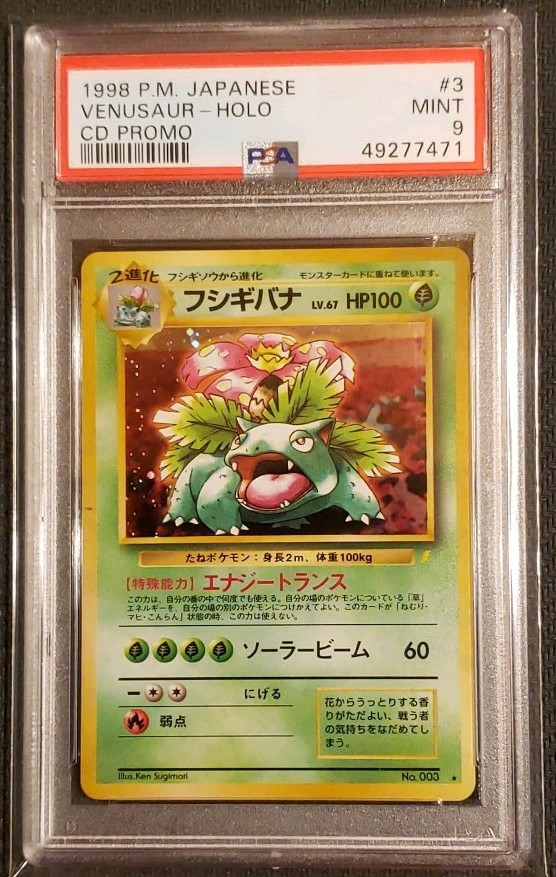 1998 P.M. JAPANESE #3
VENUSAUR – HOLO MINT
CD PROMO 9
PSA 49277471
2進化 フシギソウから進化 モンスターカードに重ねて使います。
フシギバナ LV.67 HP100
たねポケモン：身長2m、体重100kg
【特殊能力】エナジートランス
この力は、自分の番の中で何度でも使える。自分の場のポケモンについている「草」
エネルギーを、自分の場の別のポケモンにつけかえてよい。このカードが「ねむり・
マヒ・こんらん」状態の時、この力は使えない。
ソーラービーム 60
にげる
弱点
花からうっとりする香
りがただよい、戦う者
の気持ちをなだめてし
まう。
Illus.Ken Sugimori No. 003 ★